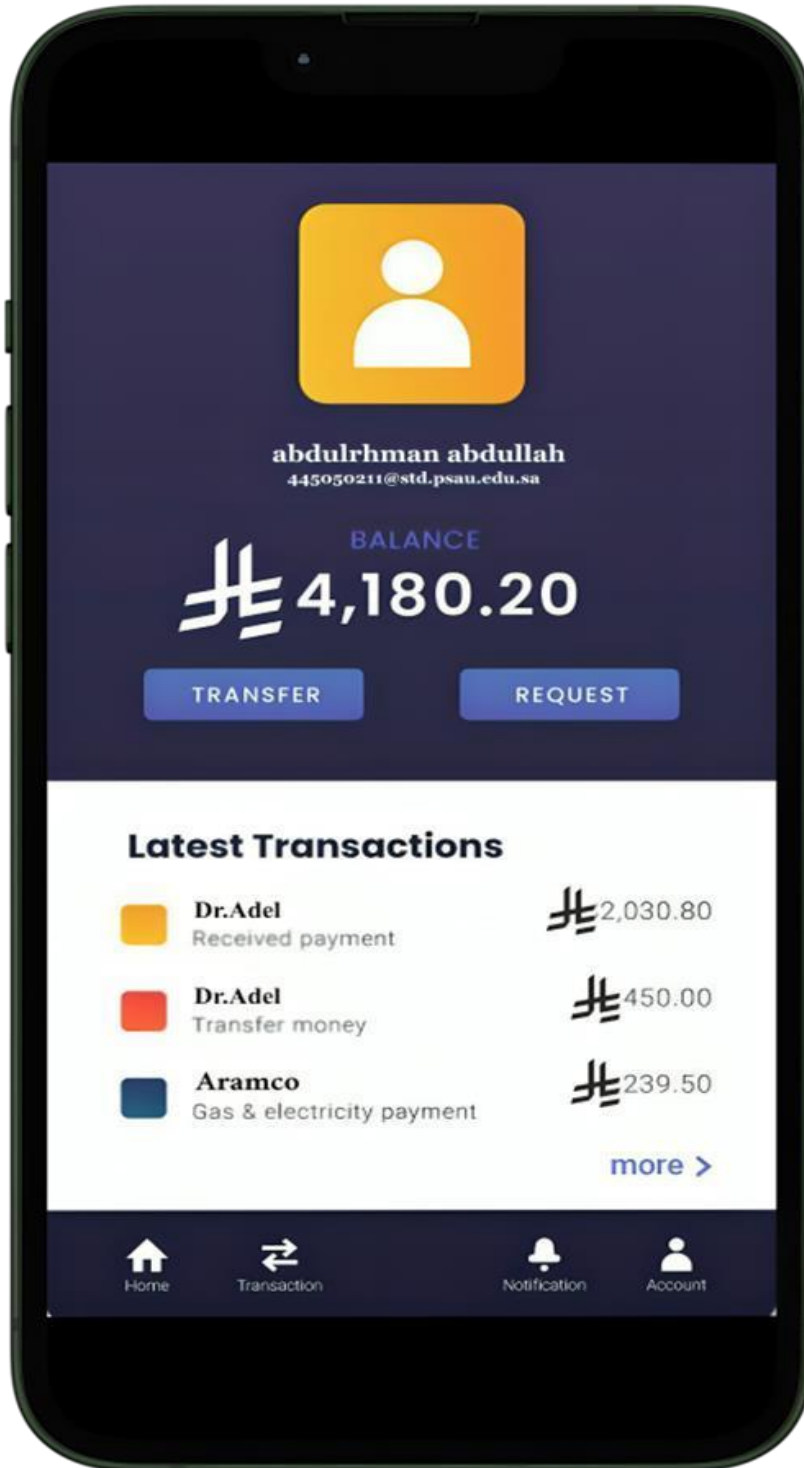 abdulrhman abdullah
445050211@std.psau.edu.sa
BALANCE
⃁ 4,180.20
TRANSFER REQUEST
Latest Transactions
Dr.Adel ⃁2,030.80
Received payment
Dr.Adel ⃁450.00
Transfer money
Aramco ⃁239.50
Gas & electricity payment
more >
Home Transaction Notification Account